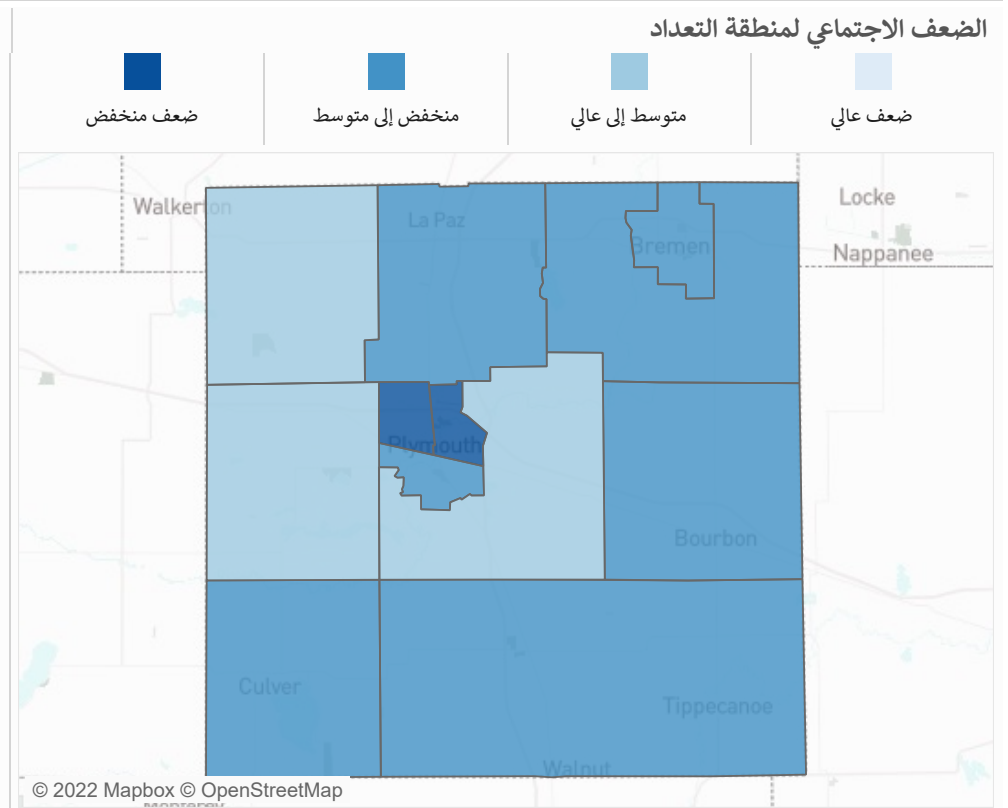 الضعف الاجتماعي لمنطقة التعداد
ضعف عالي
متوسط إلى عالي
منخفض إلى متوسط
ضعف منخفض
Walkerton
La Paz
Bremen
Locke
Nappanee
Plymouth
Bourbon
Culver
Tippecanoe
Walnut
© 2022 Mapbox © OpenStreetMap
Monterey